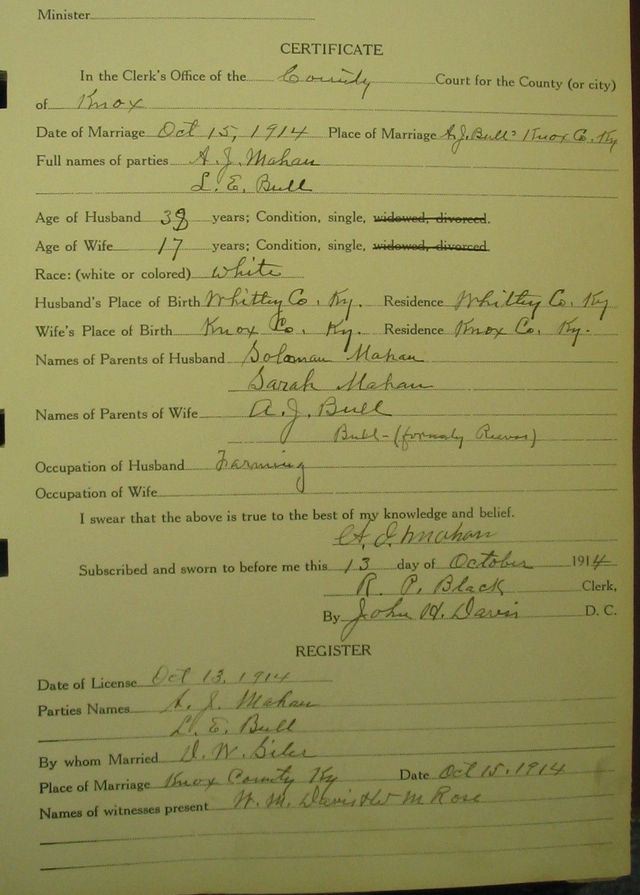 Minister
CERTIFICATE
In the Clerk's Office of the County Court for the County (or city)
of Knox
Date of Marriage Oct 15, 1914 Place of Marriage A.J. Bull's Knox Co. Ky
Full names of parties A. J. Mahan
L. E. Bull
Age of Husband 38 years; Condition, single, widowed, divorced.
Age of Wife 17 years; Condition, single, widowed, divorced
Race: (white or colored) White
Husband's Place of Birth Whitley Co. Ky. Residence Whitley Co. Ky
Wife's Place of Birth Knox Co. Ky. Residence Knox Co. Ky.
Names of Parents of Husband Soloman Mahan
Sarah Mahan
Names of Parents of Wife A. J. Bull
Bull-(formaly Reeves)
Occupation of Husband Farming
Occupation of Wife
I swear that the above is true to the best of my knowledge and belief.
A. J. Mahan
Subscribed and sworn to before me this 13 day of October 1914
R. P. Black Clerk,
By John H. Davis D. C.
REGISTER
Date of License Oct 13, 1914
Parties Names A. J. Mahan
L. E. Bull
By whom Married D. W. Siler
Place of Marriage Knox County Ky Date Oct 15, 1914
Names of witnesses present W. M. Davis & W M Rose